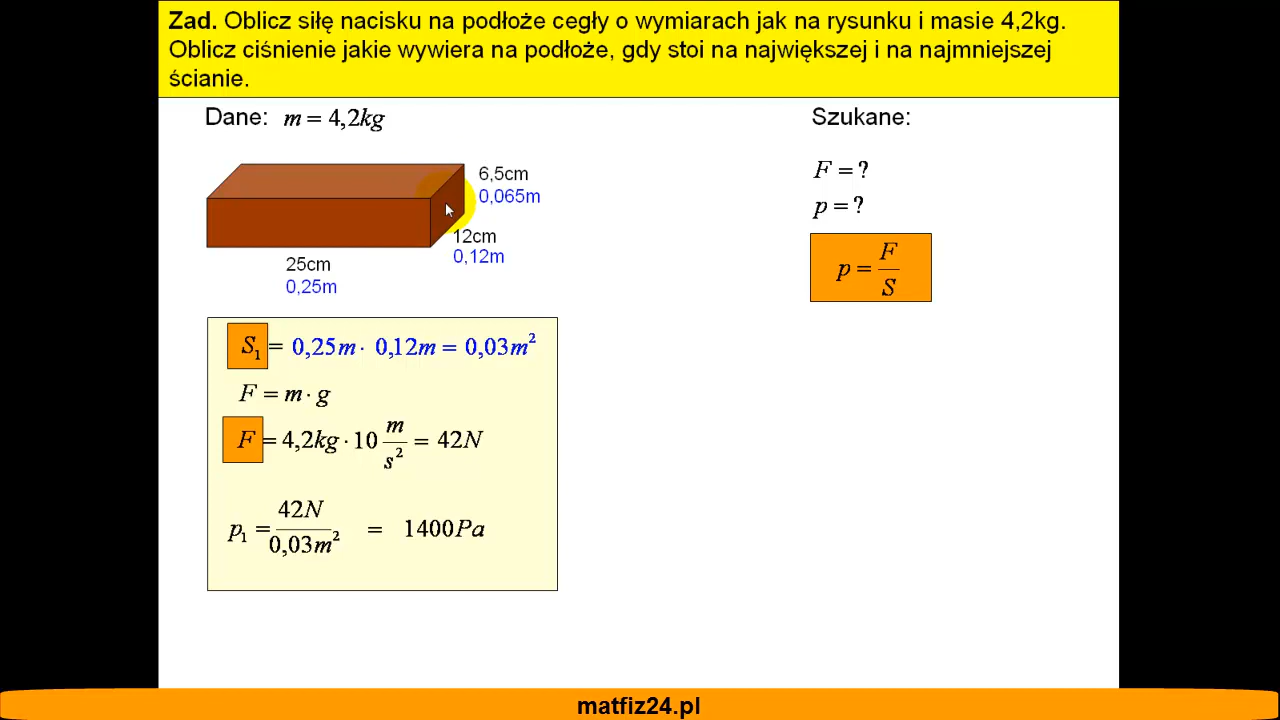 Zad. Oblicz siłę nacisku na podłoże cegły o wymiarach jak na rysunku i masie 4,2kg.
Oblicz ciśnienie jakie wywiera na podłoże, gdy stoi na największej i na najmniejszej
ścianie.
Dane: m = 4,2kg
Szukane:
6,5cm
0,065m
12cm
0,12m
25cm
0,25m
F = ?
p = ?
p = F/S
S₁ = 0,25m · 0,12m = 0,03m²
F = m · g
F = 4,2kg · 10 m/s² = 42N
p₁ = 42N/0,03m² = 1400Pa
matfiz24.pl